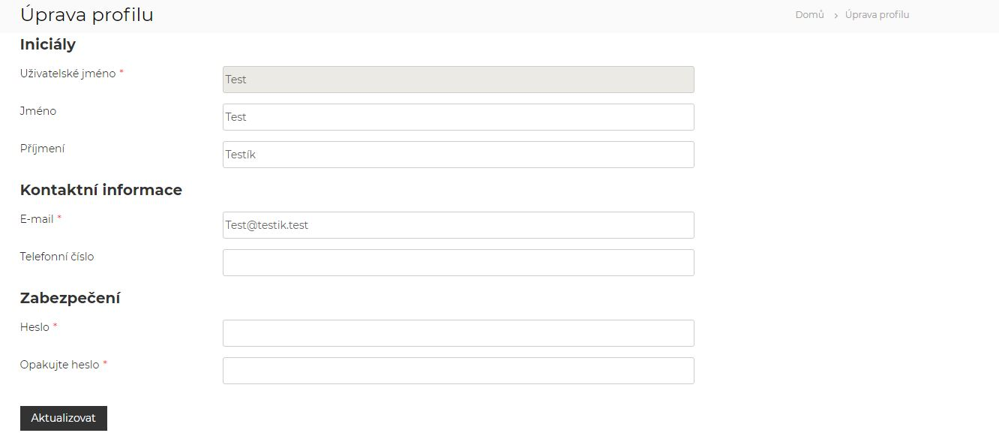 Úprava profilu
Domů › Úprava profilu
Iniciály
Uživatelské jméno * Test
Jméno Test
Příjmení Testík
Kontaktní informace
E-mail * Test@testik.test
Telefonní číslo
Zabezpečení
Heslo *
Opakujte heslo *
Aktualizovat